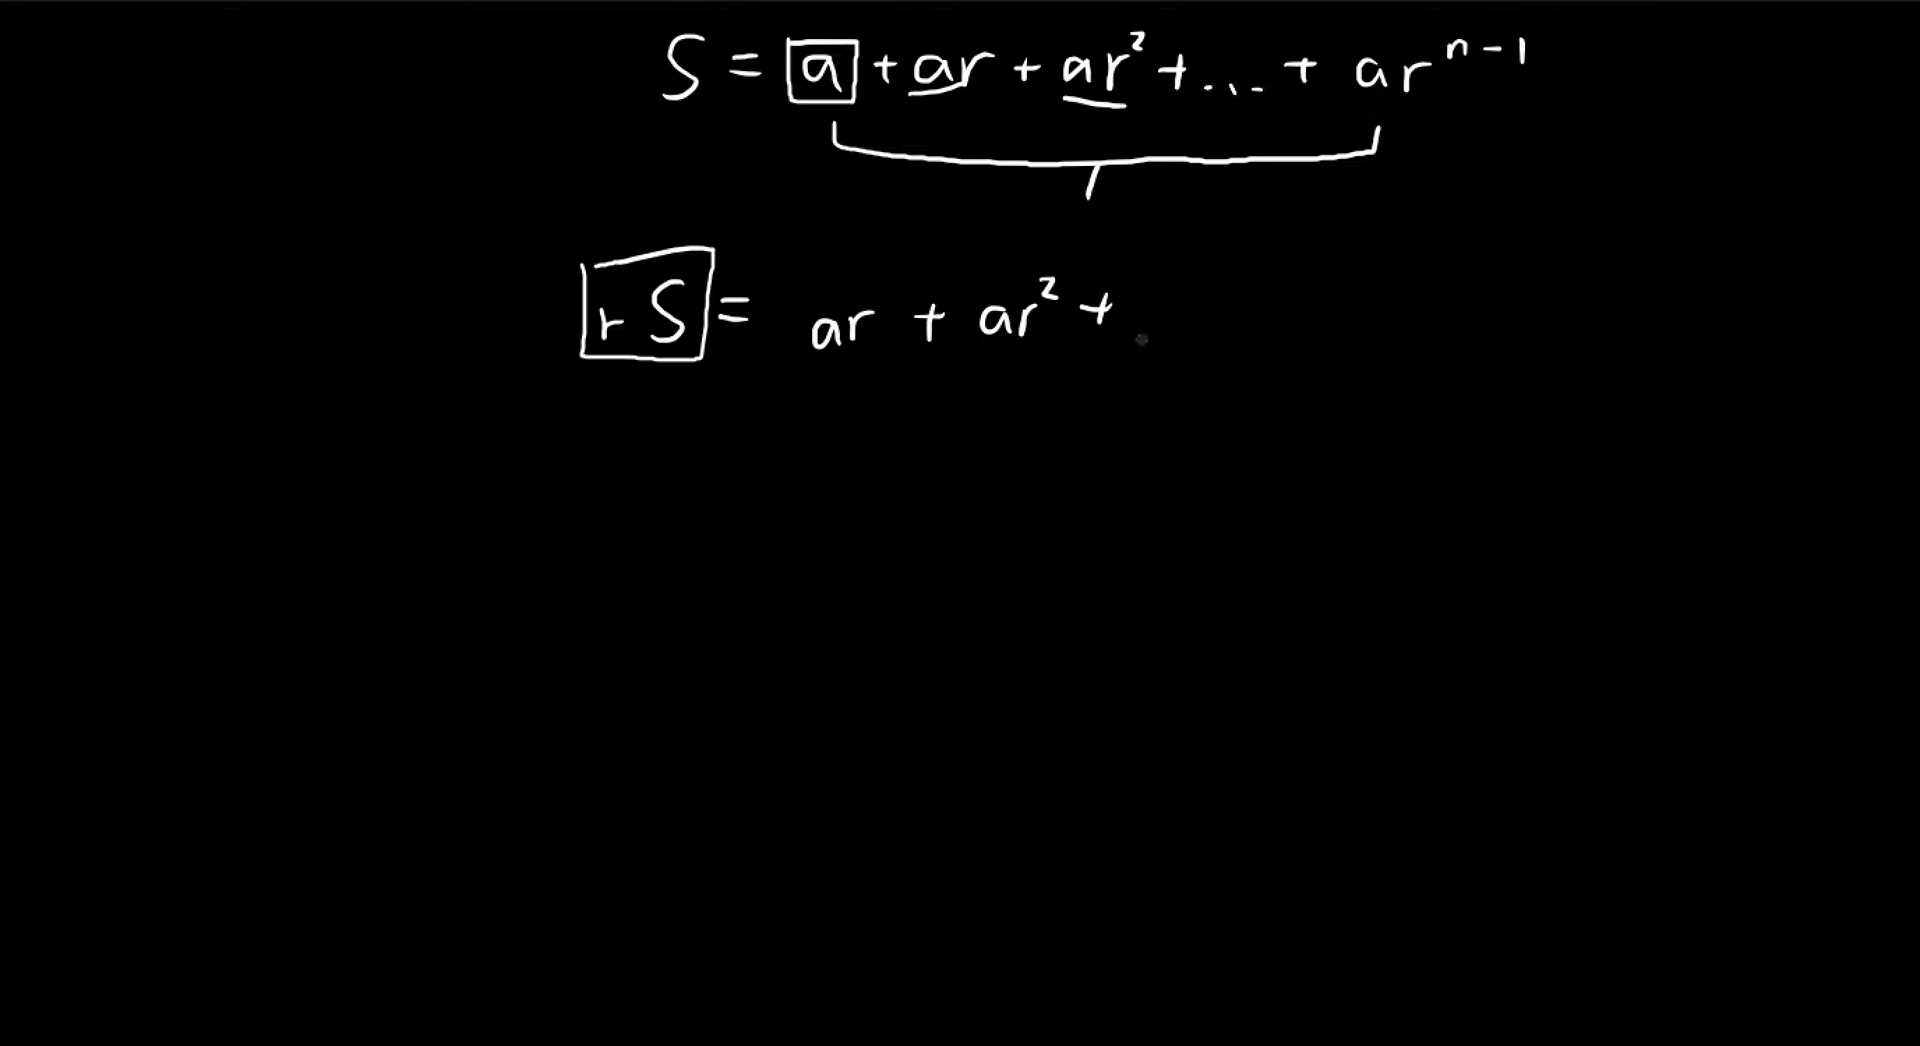 S = a + ar + ar² + ... + ar^(n-1)
rS = ar + ar² +